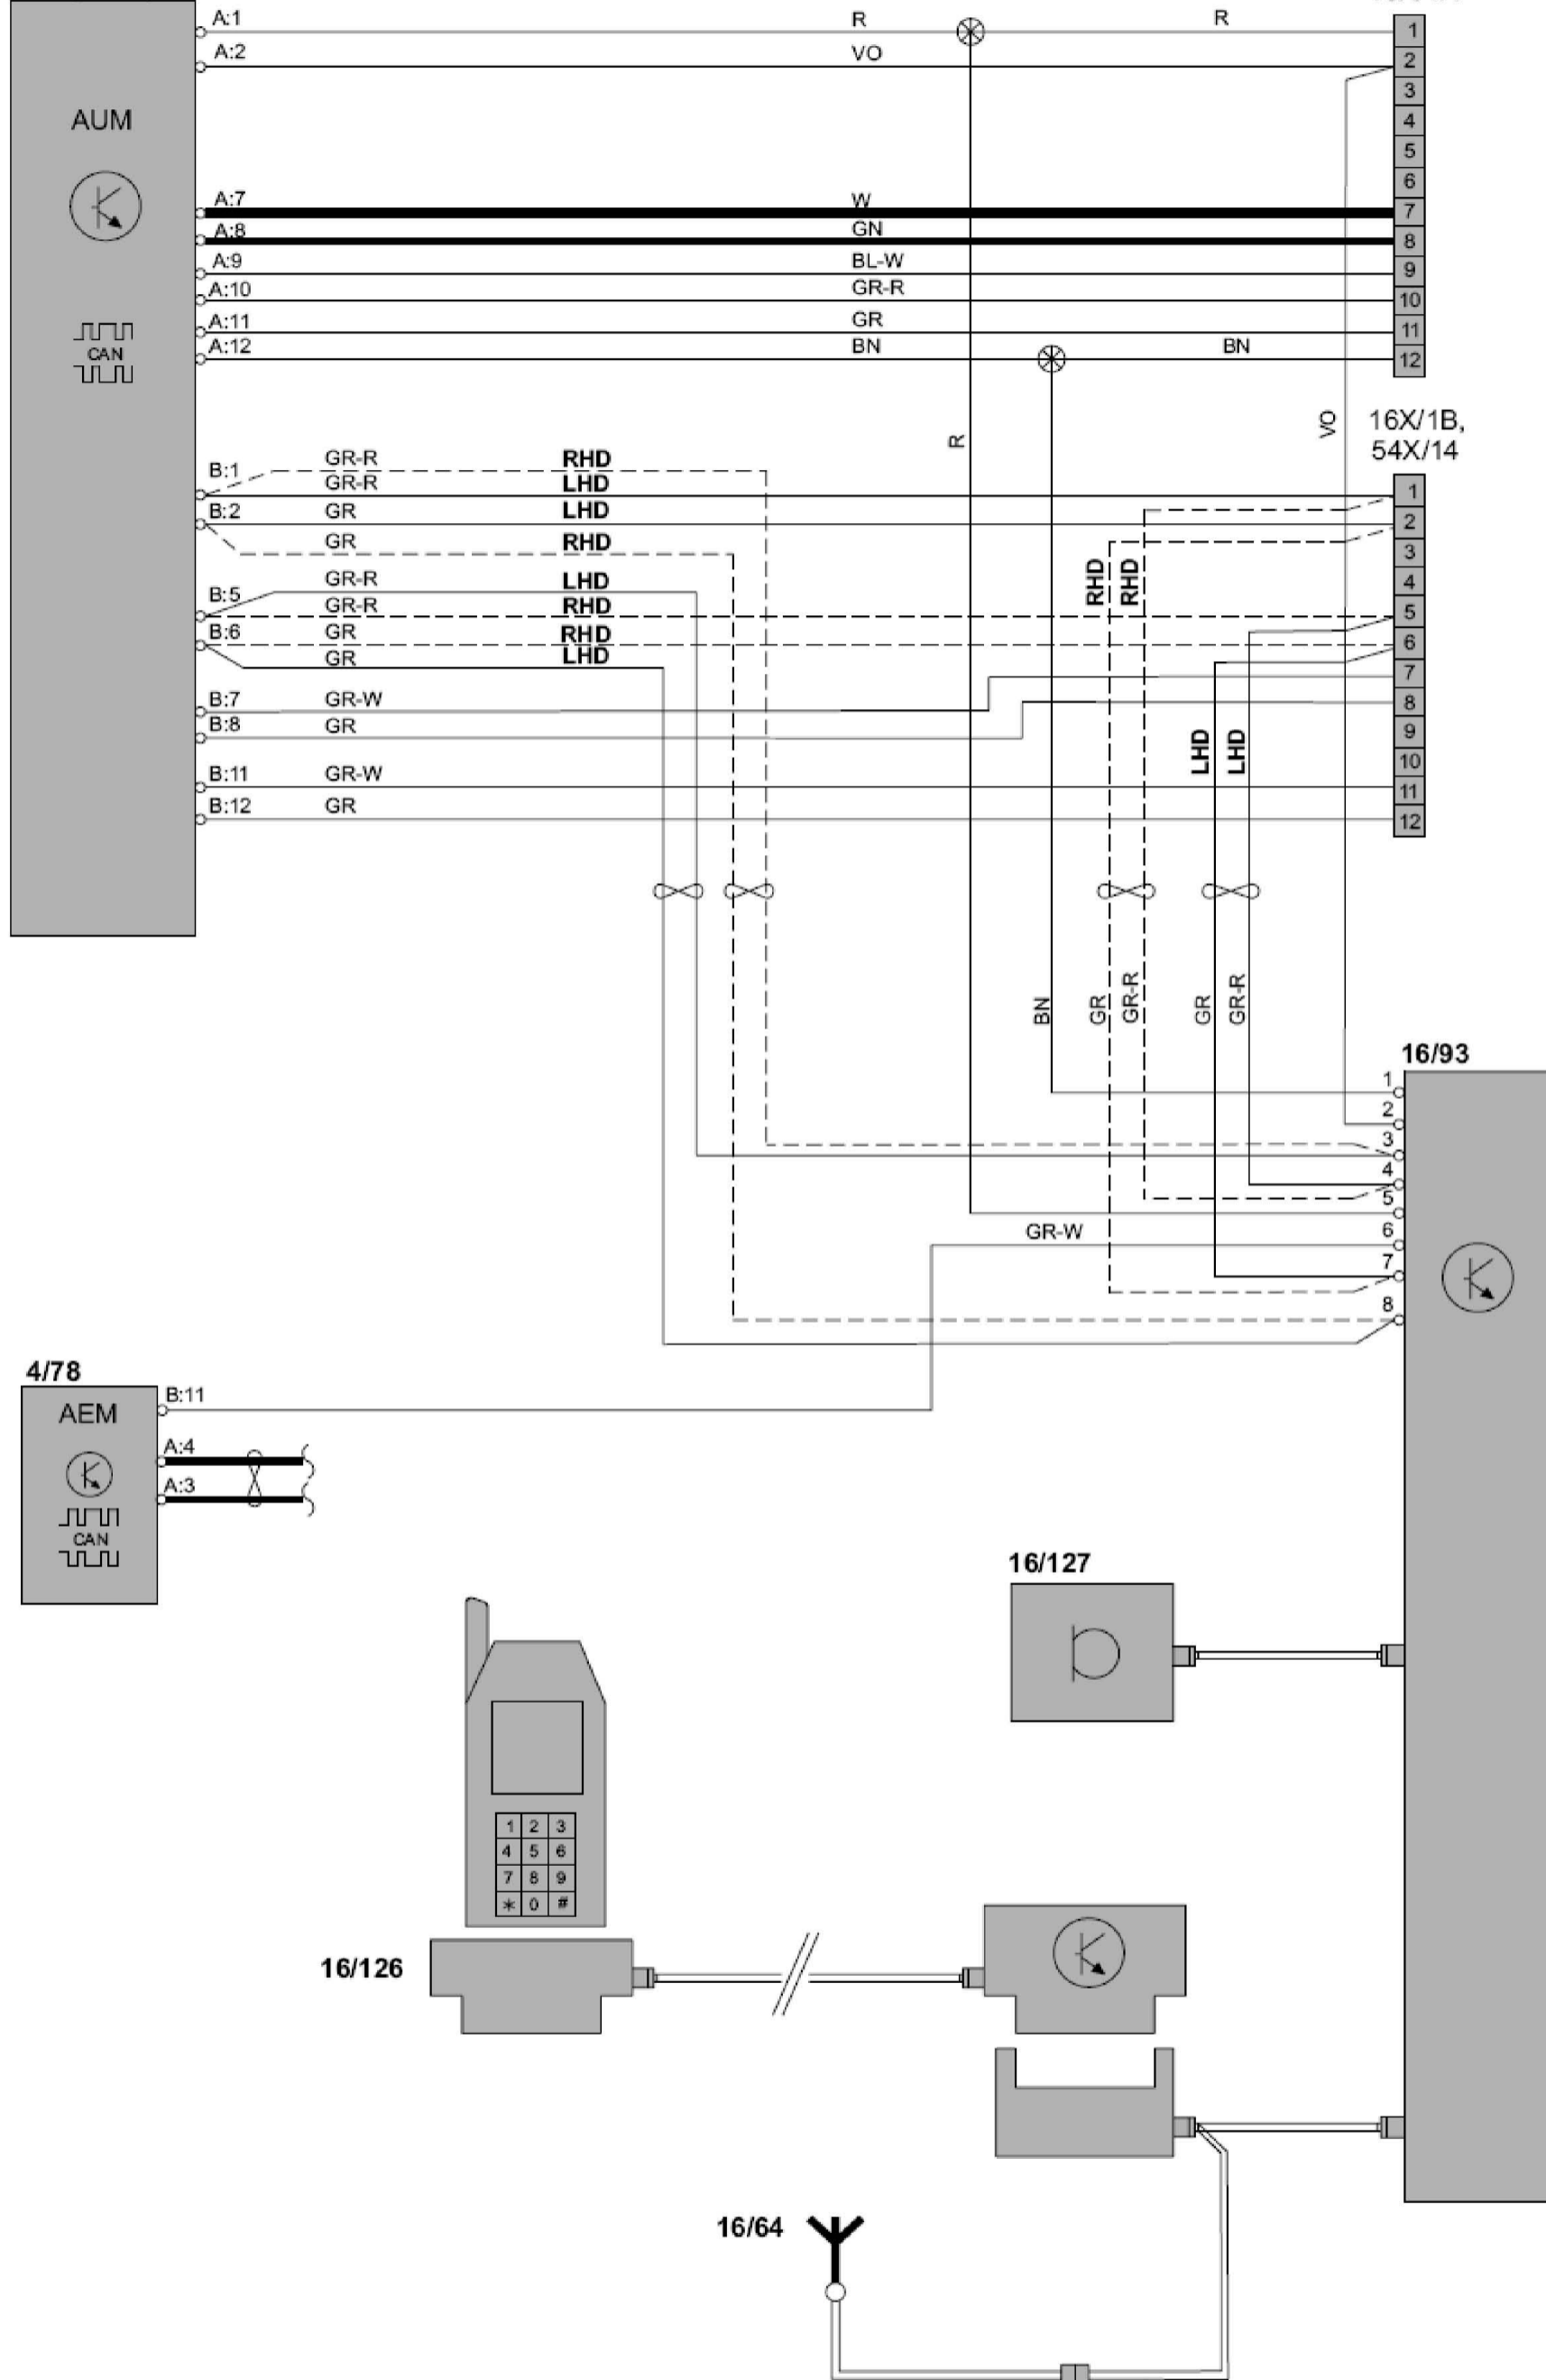 A:1 R R
A:2 VO
AUM
A:7 W
A:8 GN
A:9 BL-W
A:10 GR-R
A:11 GR
CAN
A:12 BN BN
1
2
3
4
5
6
7
8
9
10
11
12
R
VO
16X/1B,
54X/14
B:1 GR-R RHD
GR-R LHD
B:2 GR LHD
GR RHD
GR-R LHD
B:5 GR-R RHD
B:6 GR RHD
GR LHD
B:7 GR-W
B:8 GR
B:11 GR-W
B:12 GR
1
2
3
4
5
6
7
8
9
10
11
12
RHD RHD
LHD LHD
BN GR GR-R GR GR-R
16/93
1
2
3
4
5
6
7
8
GR-W
4/78
AEM
B:11
A:4
A:3
CAN
16/127
1 2 3
4 5 6
7 8 9
* 0 #
16/126
16/64